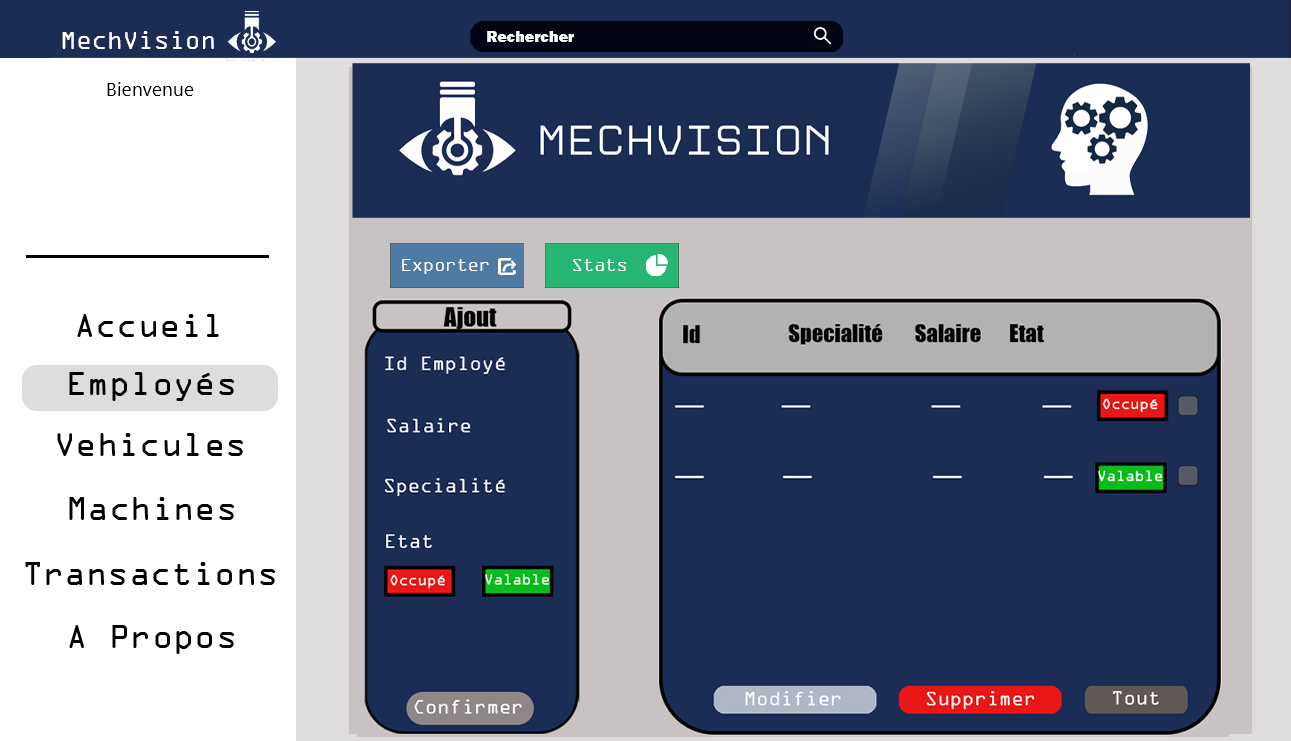 MechVision
Rechercher
Bienvenue
Accueil
Employés
Vehicules
Machines
Transactions
A Propos
MECHVISION
Exporter
Stats
Ajout
Id Employé
Salaire
Specialité
Etat
Occupé Valable
Confirmer
Id Specialité Salaire Etat
— — — — Occupé
— — — — Valable
Modifier Supprimer Tout